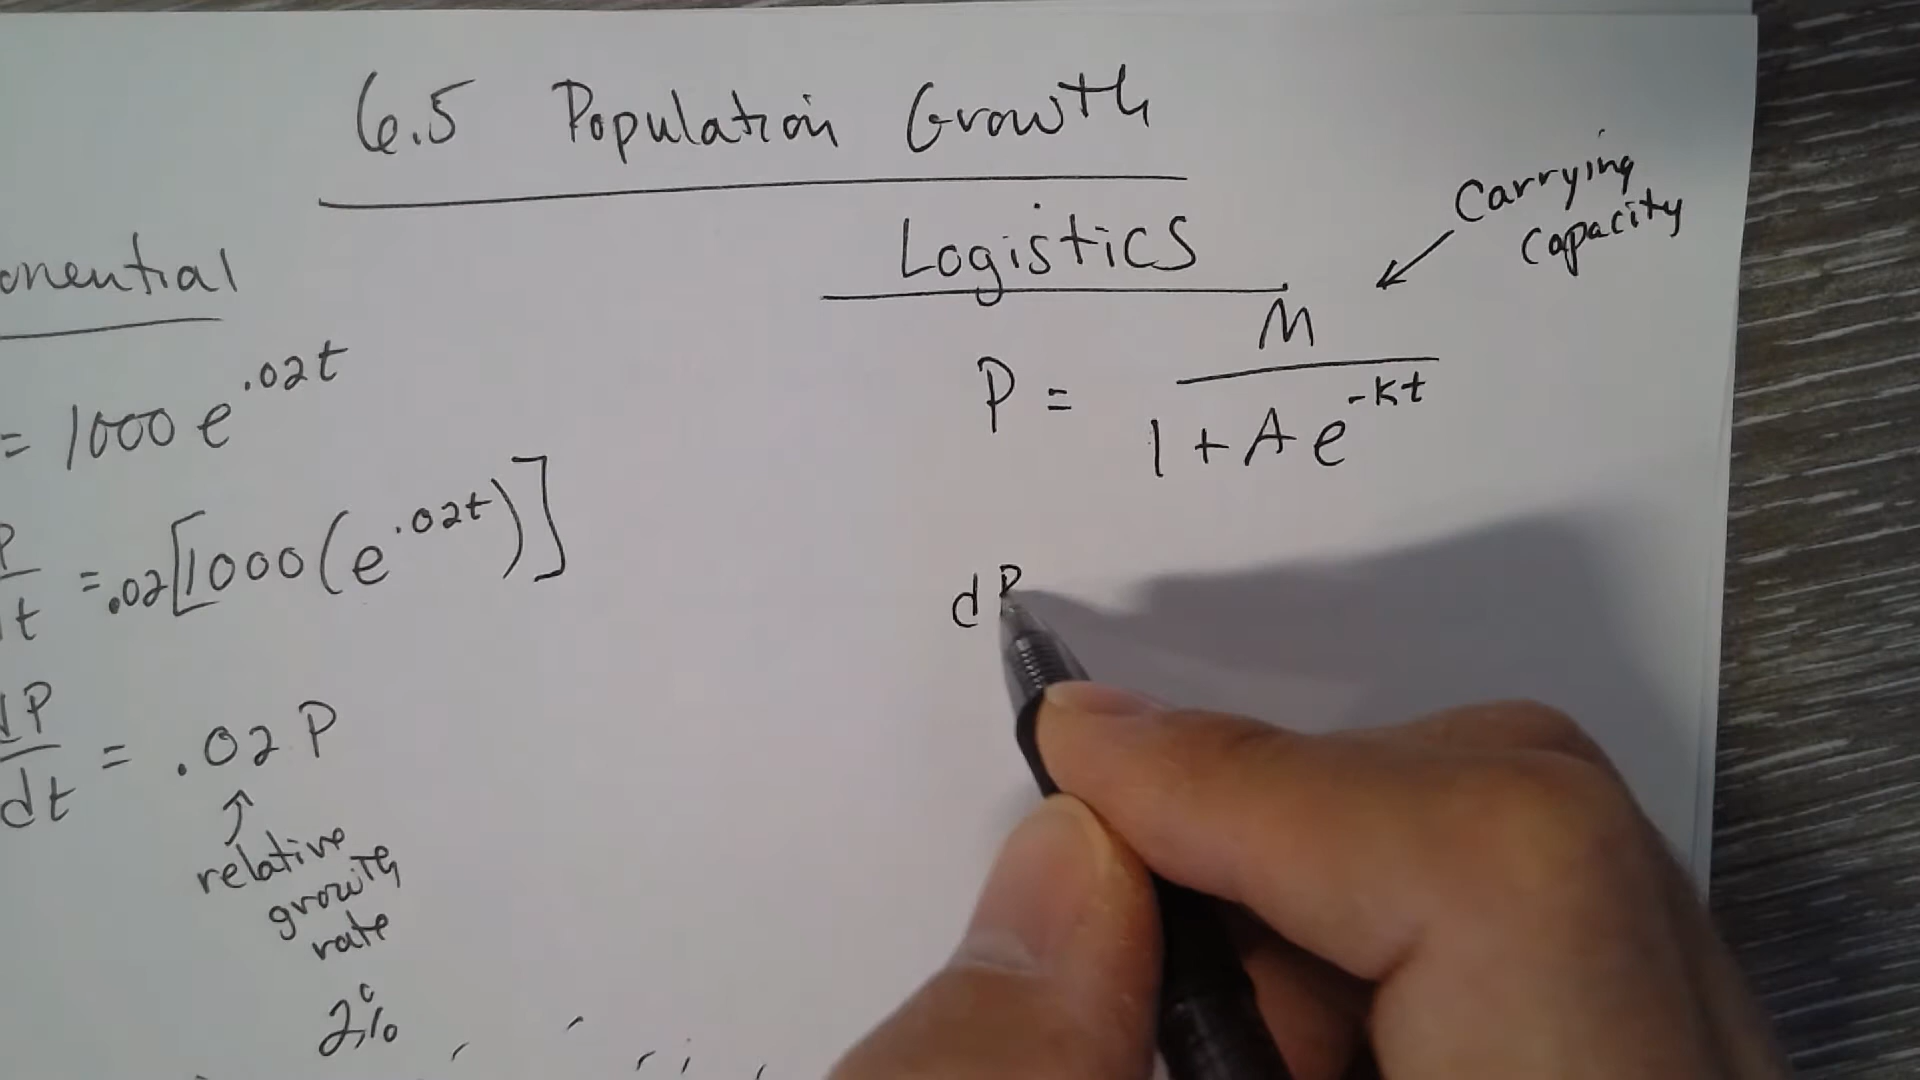 6.5 Population Growth
onential
= 1000 e^.02t
P/t = .02[1000(e^.02t)]
dP/dt = .02 P
relative
growth
rate
2%
Logistics
Carrying
Capacity
P = M/(1 + A e^-kt)
dP